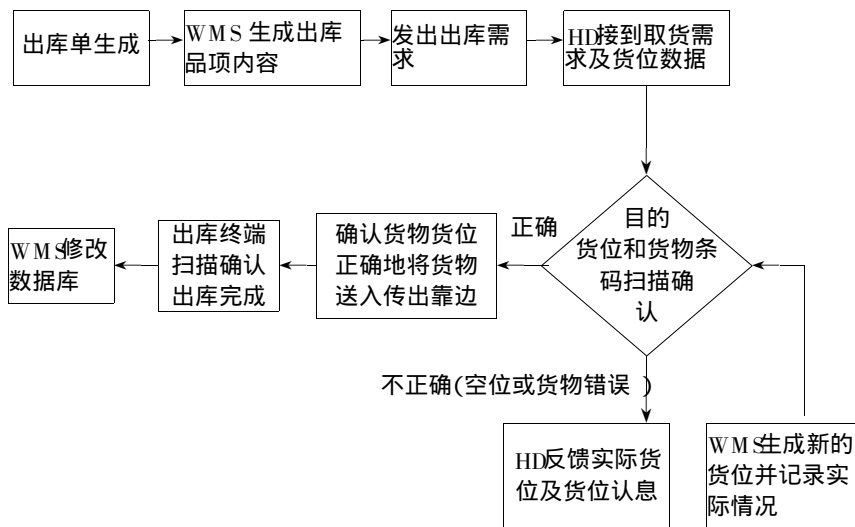 出库单生成
WMS 生成出库
品项内容
发出出库需
求
HD接到取货需
求及货位数据
目的
货位和货物条
码扫描确
认
正确
确认货物货位
正确地将货物
送入传出靠边
出库终端
扫描确认
出库完成
WMS修改
数据库
不正确(空位或货物错误 )
HD反馈实际货
位及货位认息
WMS生成新的
货位并记录实
际情况